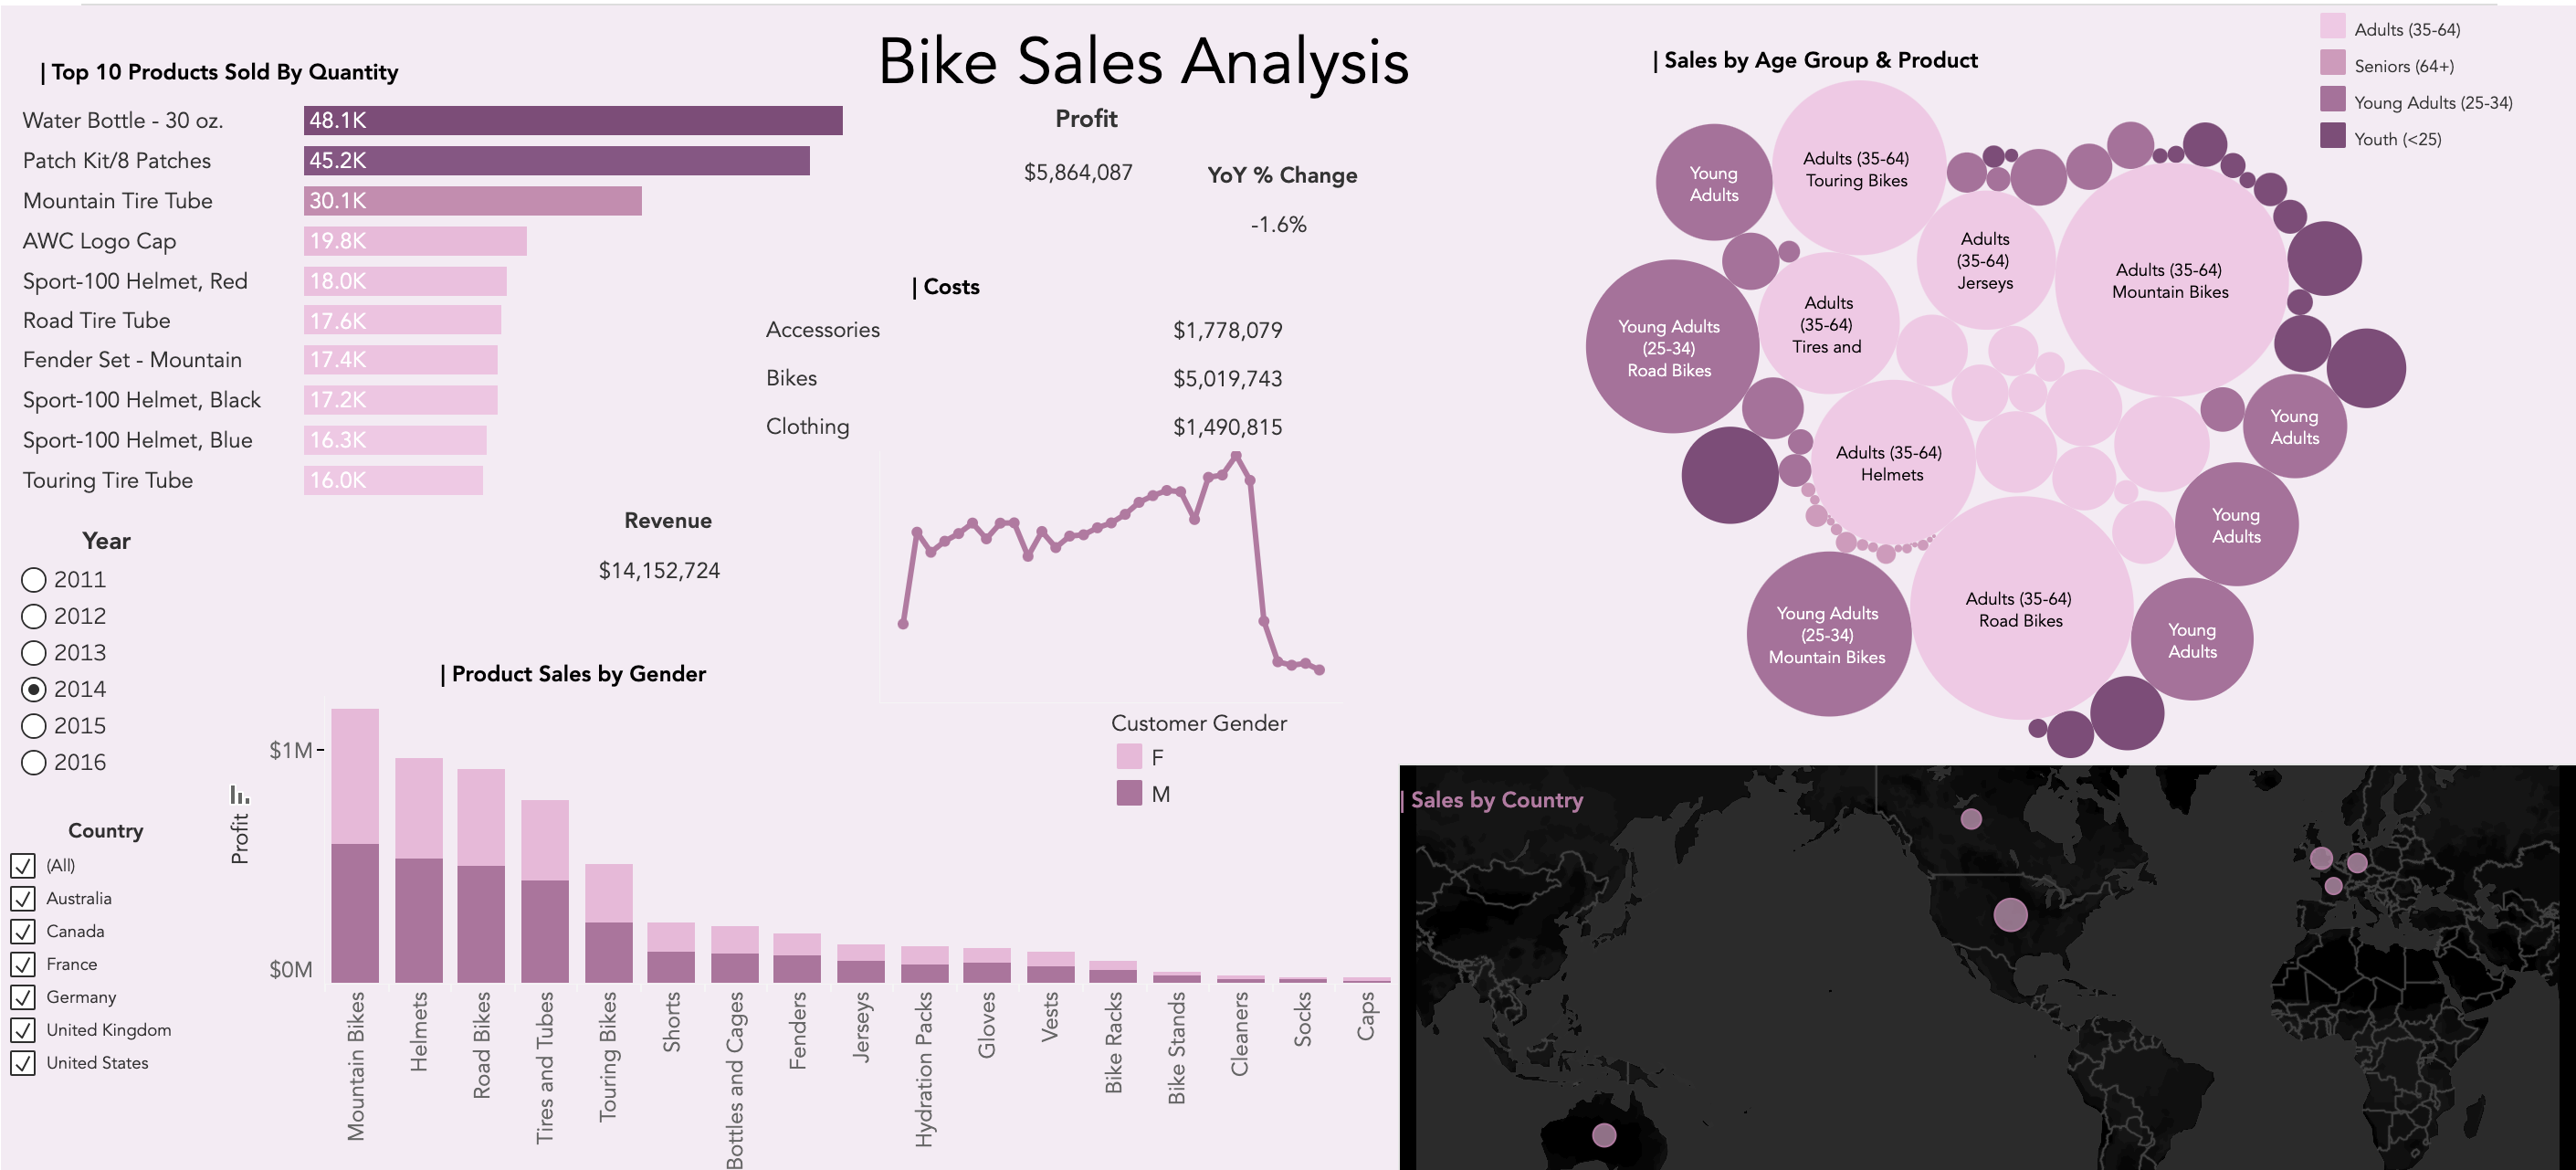 Bike Sales Analysis
| Top 10 Products Sold By Quantity
Water Bottle - 30 oz.
48.1K
Patch Kit/8 Patches
45.2K
Mountain Tire Tube
30.1K
AWC Logo Cap
19.8K
Sport-100 Helmet, Red
18.0K
Road Tire Tube
17.6K
Fender Set - Mountain
17.4K
Sport-100 Helmet, Black
17.2K
Sport-100 Helmet, Blue
16.3K
Touring Tire Tube
16.0K
Profit
$5,864,087
YoY % Change
-1.6%
| Costs
Accessories
$1,778,079
Bikes
$5,019,743
Clothing
$1,490,815
Revenue
$14,152,724
Year
2011
2012
2013
2014
2015
2016
Country
(All)
Australia
Canada
France
Germany
United Kingdom
United States
| Product Sales by Gender
Customer Gender
F
M
Profit
$1M
$0M
Mountain Bikes
Helmets
Road Bikes
Tires and Tubes
Touring Bikes
Shorts
Bottles and Cages
Fenders
Jerseys
Hydration Packs
Gloves
Vests
Bike Racks
Bike Stands
Cleaners
Socks
Caps
| Sales by Age Group & Product
Adults (35-64)
Seniors (64+)
Young Adults (25-34)
Youth (<25)
Young
Adults
Adults (35-64)
Touring Bikes
Adults
(35-64)
Jerseys
Adults (35-64)
Mountain Bikes
Adults
(35-64)
Tires and
Young Adults
(25-34)
Road Bikes
Young
Adults
Adults (35-64)
Helmets
Young
Adults
Adults (35-64)
Road Bikes
Young Adults
(25-34)
Mountain Bikes
Young
Adults
| Sales by Country